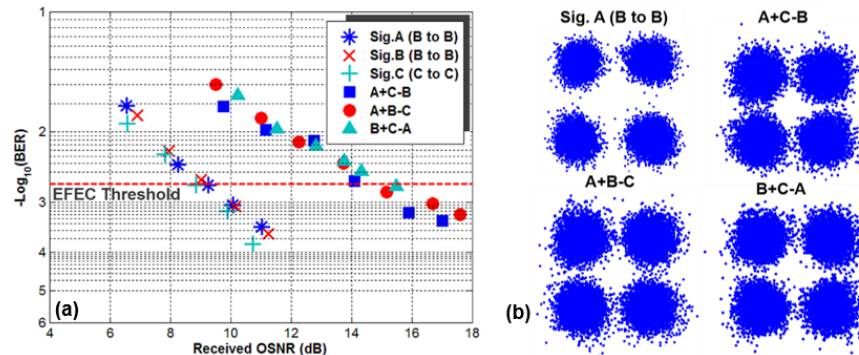 (a)
1
2
3
4
5
6
-Log10(BER)
Sig.A (B to B)
Sig.B (B to B)
Sig.C (C to C)
A+C-B
A+B-C
B+C-A
EFEC Threshold
4
6
8
10
12
14
16
18
Received OSNR (dB)
(b)
Sig. A (B to B)
A+C-B
A+B-C
B+C-A